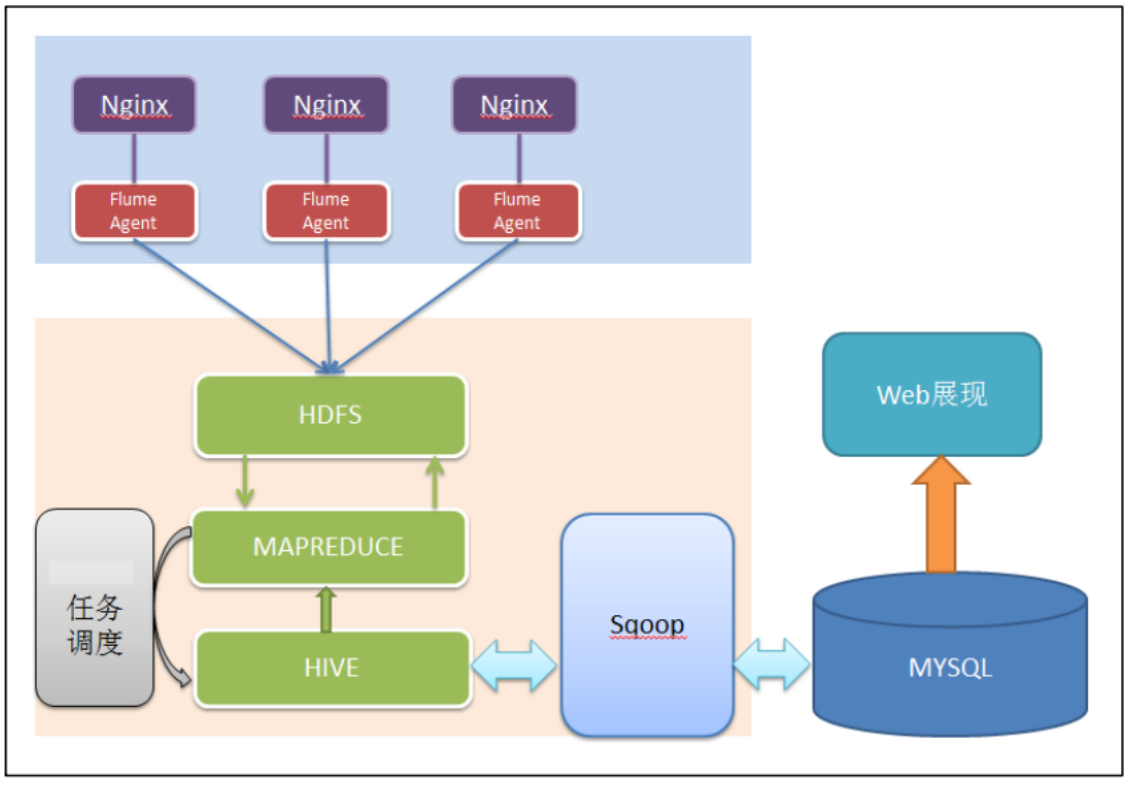 Nginx
Nginx
Nginx
Flume
Agent
Flume
Agent
Flume
Agent
HDFS
Web展现
MAPREDUCE
任务
调度
Sqoop
HIVE
MYSQL